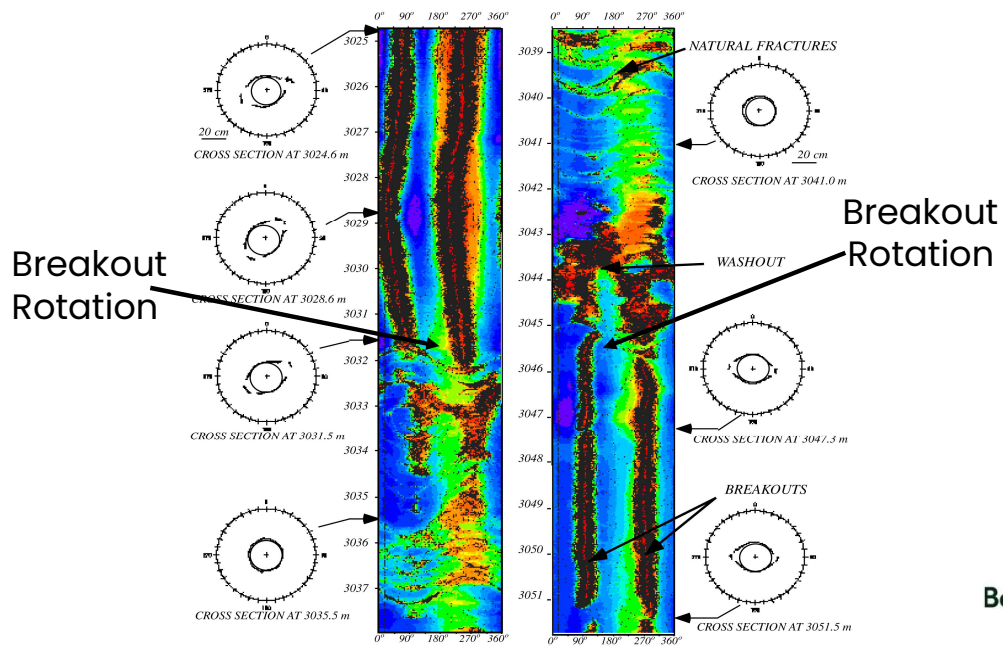 0° 90° 180° 270° 360°
0° 90° 180° 270° 360°
3025
3026
3027
3028
3029
3030
3031
3032
3033
3034
3035
3036
3037
3039
3040
3041
3042
3043
3044
3045
3046
3047
3048
3049
3050
3051
20 cm
CROSS SECTION AT 3024.6 m
CROSS SECTION AT 3028.6 m
Breakout
Rotation
CROSS SECTION AT 3031.5 m
CROSS SECTION AT 3035.5 m
NATURAL FRACTURES
20 cm
CROSS SECTION AT 3041.0 m
Breakout
Rotation
WASHOUT
CROSS SECTION AT 3047.3 m
BREAKOUTS
CROSS SECTION AT 3051.5 m
0° 90° 180° 270° 360°
0° 90° 180° 270° 360°